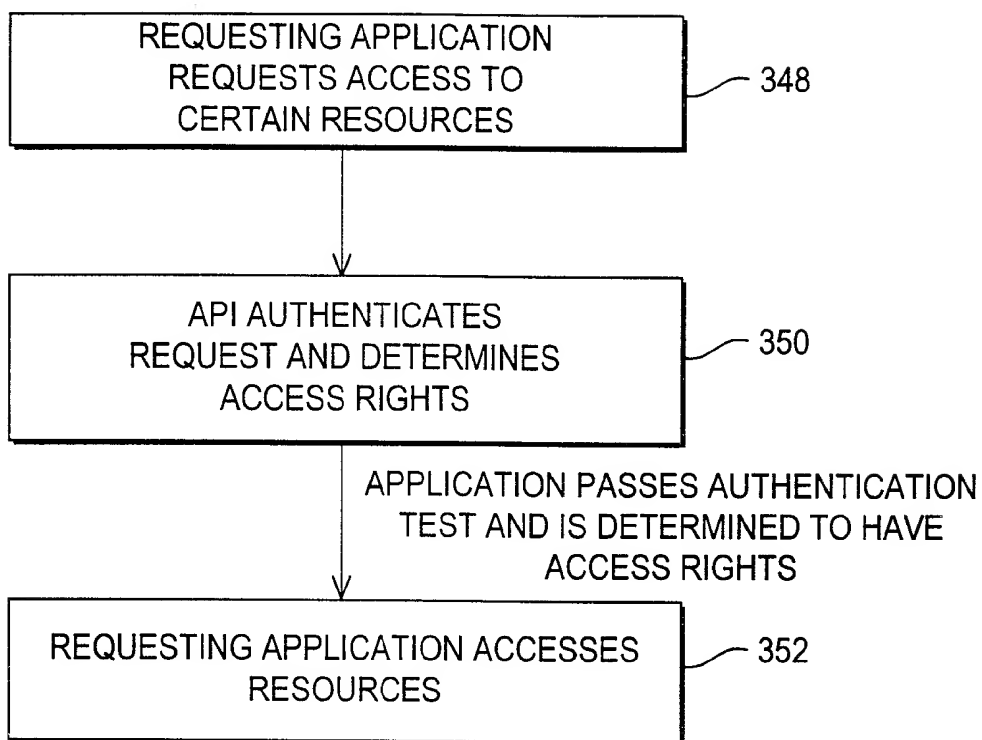 REQUESTING APPLICATION
REQUESTS ACCESS TO
CERTAIN RESOURCES
348
API AUTHENTICATES
REQUEST AND DETERMINES
ACCESS RIGHTS
350
APPLICATION PASSES AUTHENTICATION
TEST AND IS DETERMINED TO HAVE
ACCESS RIGHTS
REQUESTING APPLICATION ACCESSES
RESOURCES
352